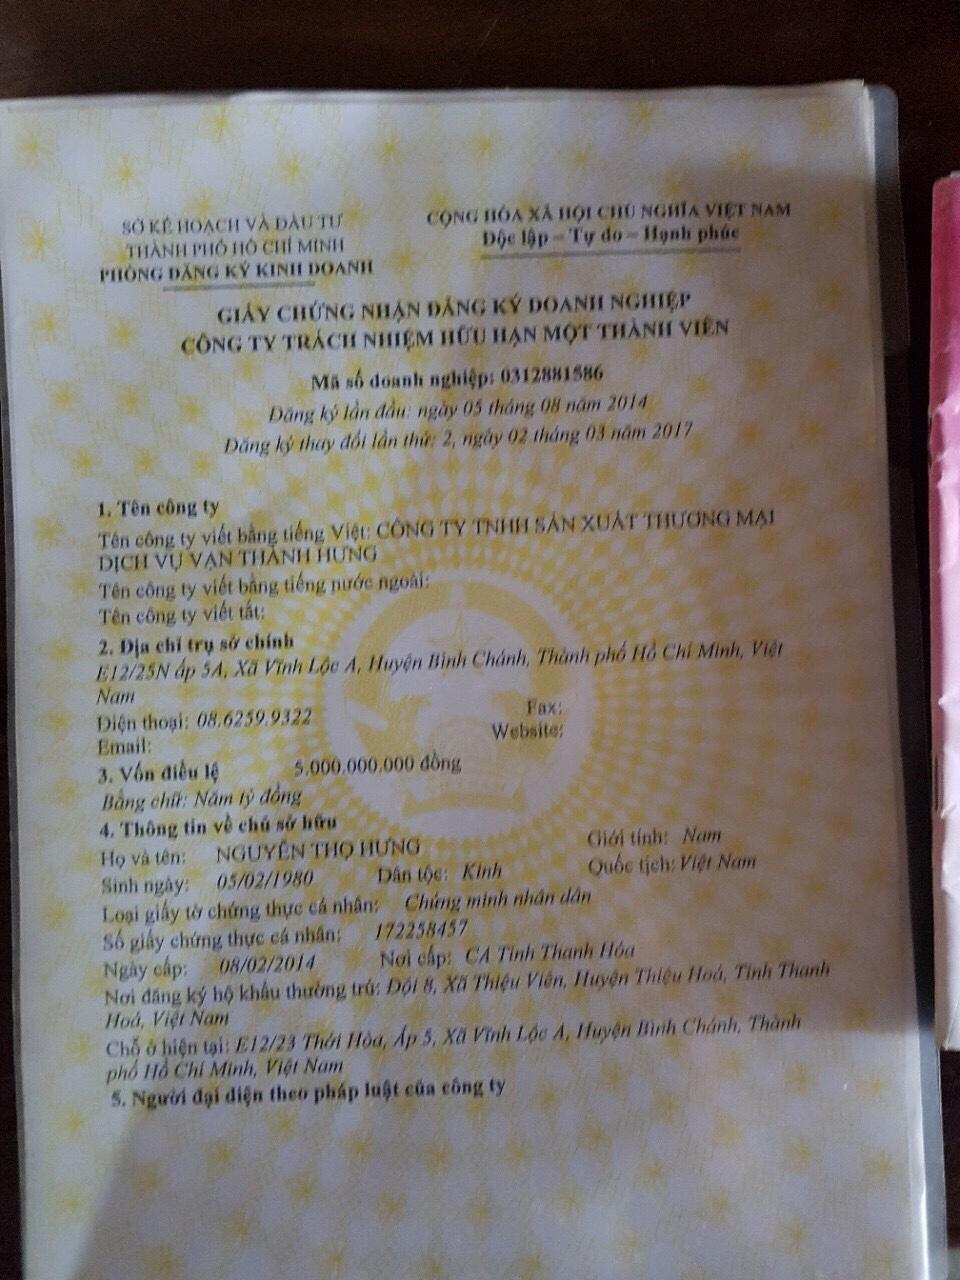 SỞ KẾ HOẠCH VÀ ĐẦU TƯ
THÀNH PHỐ HỒ CHÍ MINH
PHÒNG ĐĂNG KÝ KINH DOANH
CỘNG HÒA XÃ HỘI CHỦ NGHĨA VIỆT NAM
Độc lập – Tự do – Hạnh phúc
GIẤY CHỨNG NHẬN ĐĂNG KÝ DOANH NGHIỆP
CÔNG TY TRÁCH NHIỆM HỮU HẠN MỘT THÀNH VIÊN
Mã số doanh nghiệp: 0312881586
Đăng ký lần đầu: ngày 05 tháng 08 năm 2014
Đăng ký thay đổi lần thứ: 2, ngày 02 tháng 03 năm 2017
1. Tên công ty
Tên công ty viết bằng tiếng Việt: CÔNG TY TNHH SẢN XUẤT THƯƠNG MẠI
DỊCH VỤ VẠN THÀNH HƯNG
Tên công ty viết bằng tiếng nước ngoài:
Tên công ty viết tắt:
2. Địa chỉ trụ sở chính
E12/25N ấp 5A, Xã Vĩnh Lộc A, Huyện Bình Chánh, Thành phố Hồ Chí Minh, Việt
Nam
Điện thoại: 08.6259.9322 Fax:
Email: Website:
3. Vốn điều lệ 5.000.000.000 đồng
Bằng chữ: Năm tỷ đồng
4. Thông tin về chủ sở hữu
Họ và tên: NGUYỄN THỌ HƯNG Giới tính: Nam
Sinh ngày: 05/02/1980 Dân tộc: Kinh Quốc tịch: Việt Nam
Loại giấy tờ chứng thực cá nhân: Chứng minh nhân dân
Số giấy chứng thực cá nhân: 172258457
Ngày cấp: 08/02/2014 Nơi cấp: CA Tỉnh Thanh Hóa
Nơi đăng ký hộ khẩu thường trú: Đội 8, Xã Thiệu Viên, Huyện Thiệu Hoá, Tỉnh Thanh
Hoá, Việt Nam
Chỗ ở hiện tại: E12/23 Thới Hòa, Ấp 5, Xã Vĩnh Lộc A, Huyện Bình Chánh, Thành
phố Hồ Chí Minh, Việt Nam
5. Người đại diện theo pháp luật của công ty